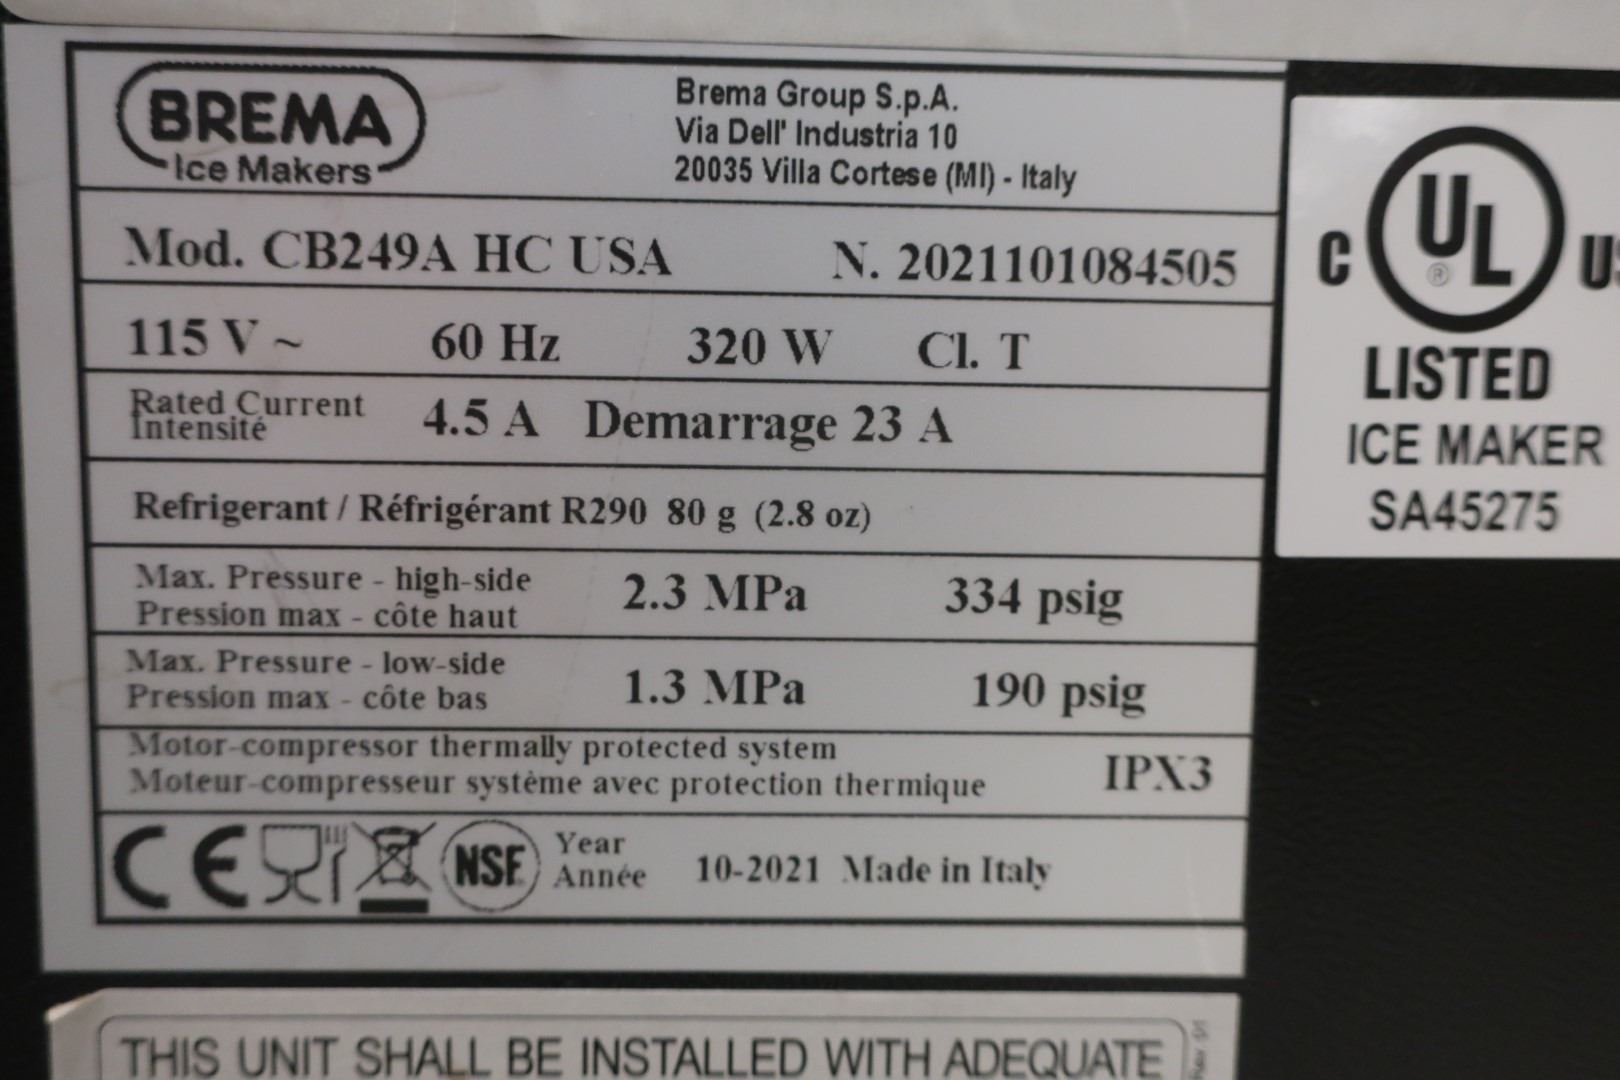 BREMA
Ice Makers
Brema Group S.p.A.
Via Dell' Industria 10
20035 Villa Cortese (MI) - Italy
Mod. CB249A HC USA N. 2021101084505
115 V ~ 60 Hz 320 W Cl. T
Rated Current
Intensité
4.5 A Demarrage 23 A
Refrigerant / Réfrigérant R290 80 g (2.8 oz)
Max. Pressure - high-side
Pression max - côte haut
2.3 MPa 334 psig
Max. Pressure - low-side
Pression max - côte bas
1.3 MPa 190 psig
Motor-compressor thermally protected system
Moteur-compresseur système avec protection thermique
IPX3
CE
NSF
Year
Année
10-2021 Made in Italy
C UL ® US
LISTED
ICE MAKER
SA45275
THIS UNIT SHALL BE INSTALLED WITH ADEQUATE